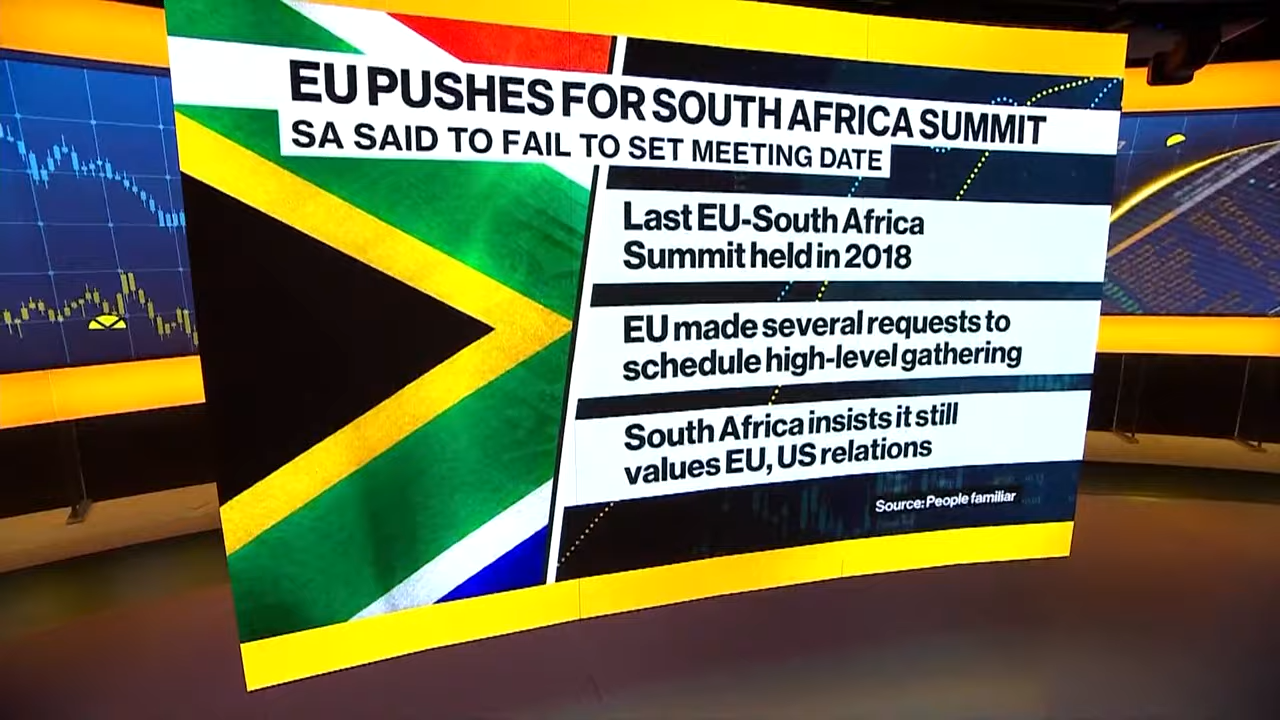 EU PUSHES FOR SOUTH AFRICA SUMMIT
SA SAID TO FAIL TO SET MEETING DATE
Last EU-South Africa
Summit held in 2018
EU made several requests to
schedule high-level gathering
South Africa insists it still
values EU, US relations
Source: People familiar